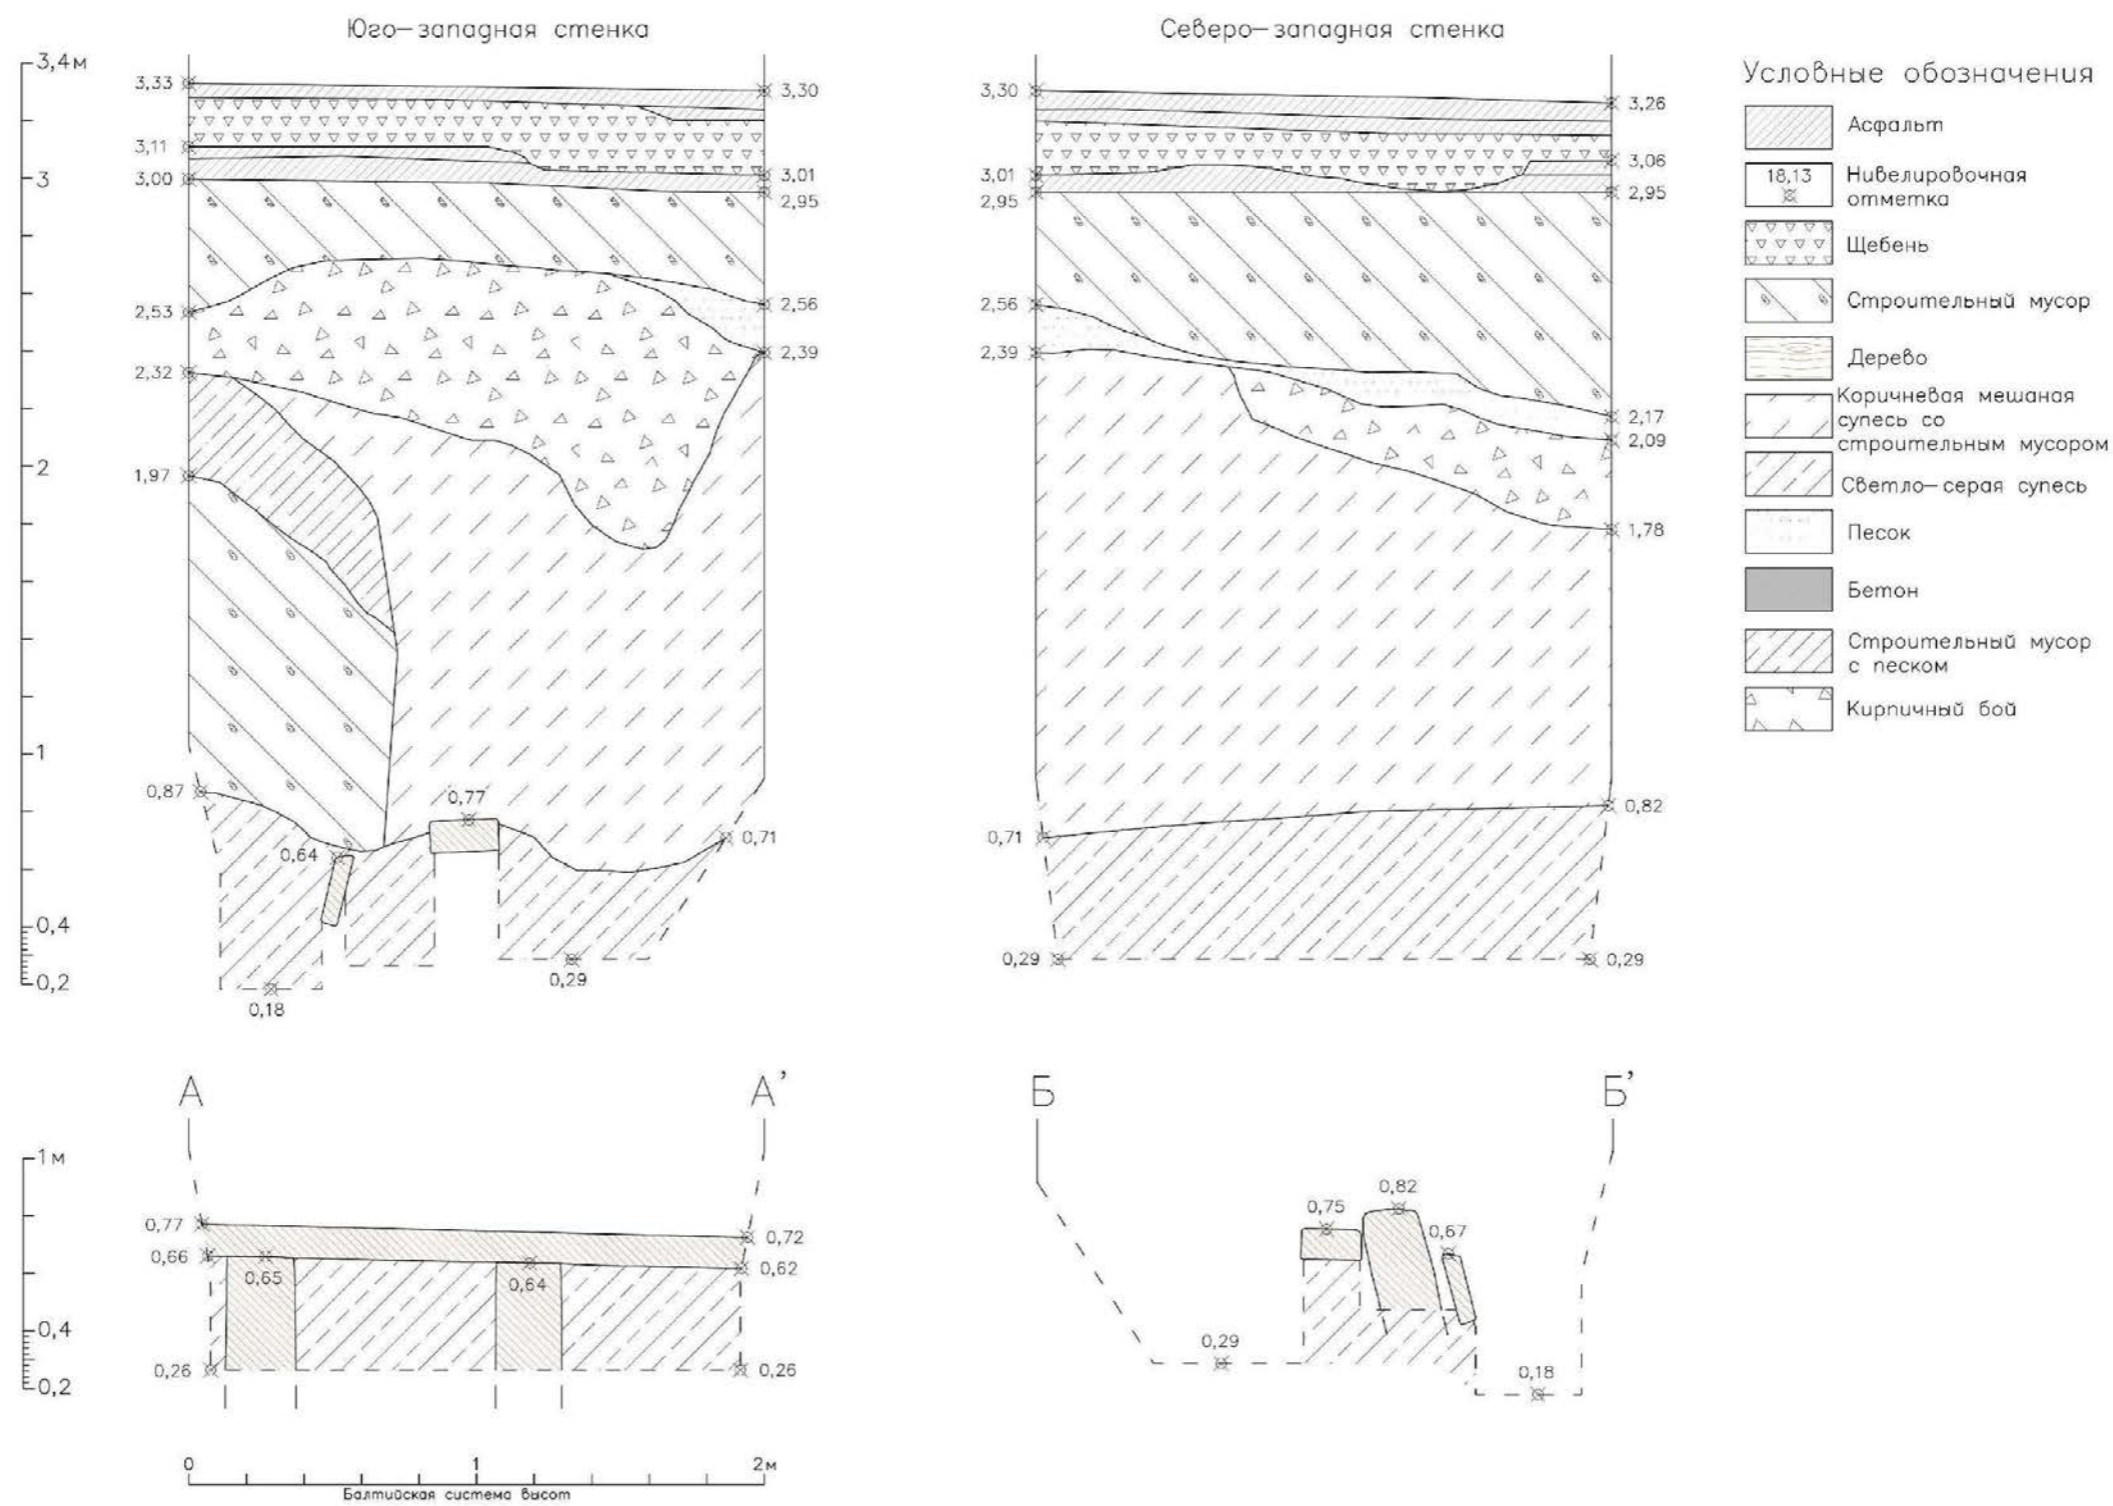 Юго-западная стенка
Северо-западная стенка
3,4м
3
2
1
0,4
0,2
3,33
3,11
3,00
2,53
2,32
1,97
0,87
0,64
0,18
0,77
0,29
3,30
3,01
2,95
2,56
2,39
0,71
3,30
3,01
2,95
2,56
2,39
0,71
0,29
3,26
3,06
2,95
2,17
2,09
1,78
0,82
0,29
Условные обозначения
Асфальт
18,13
Нивелировочная
отметка
Щебень
Строительный мусор
Дерево
Коричневая мешаная
супесь со
строительным мусором
Светло-серая супесь
Песок
Бетон
Строительный мусор
с песком
Кирпичный бой
А
А’
1м
0,4
0,2
0,77
0,66
0,65
0,64
0,26
0,72
0,62
0,26
Б
Б’
0,75
0,82
0,67
0,29
0,18
0
1
2м
Балтийская система высот